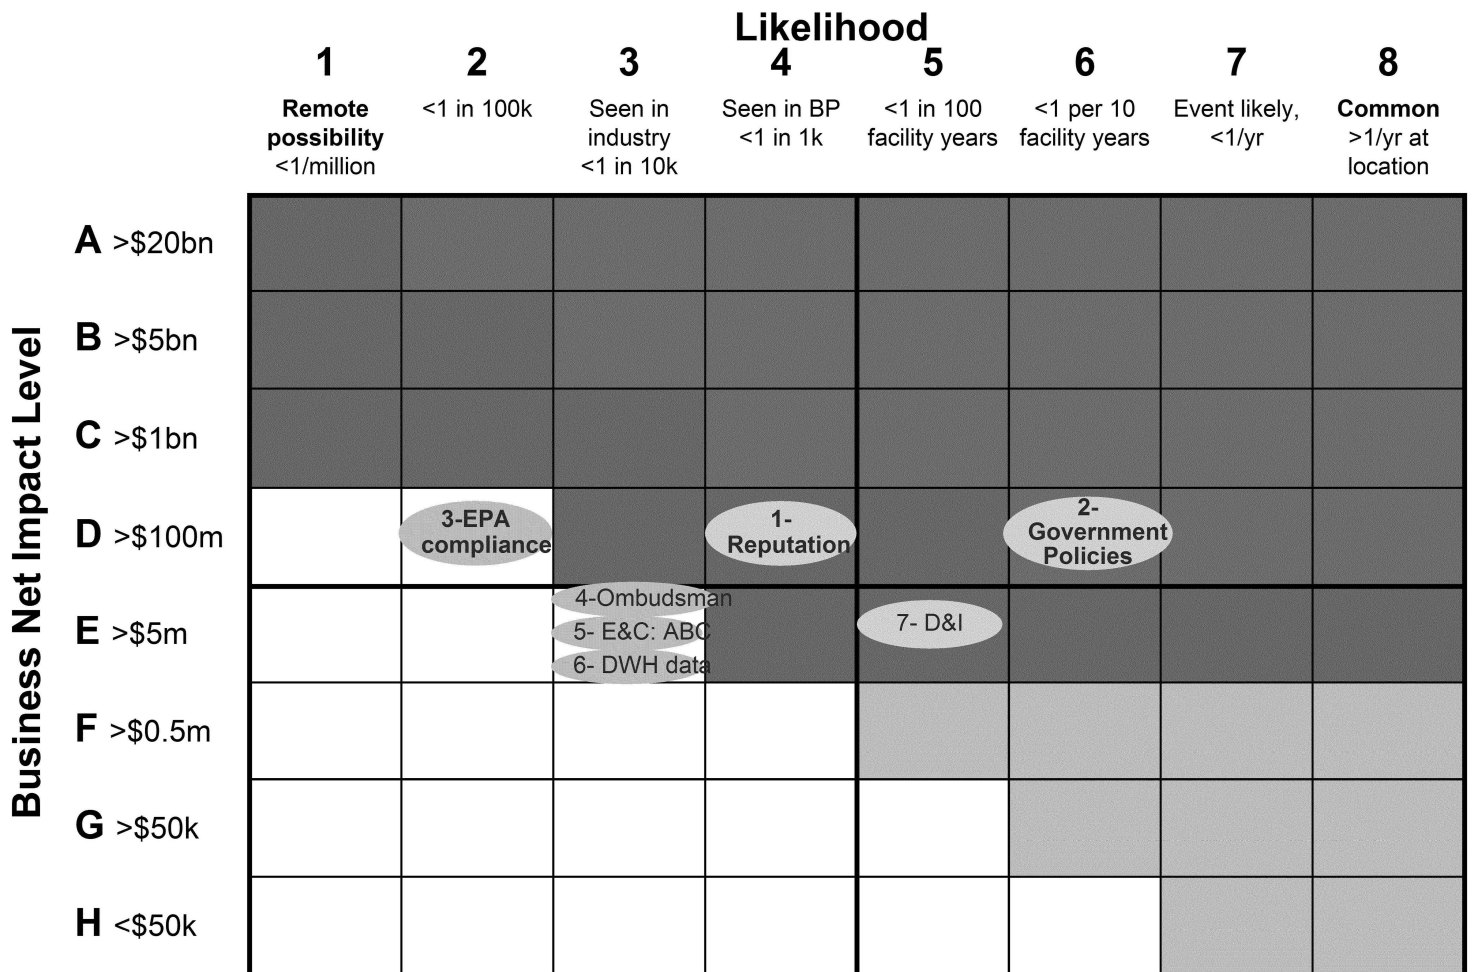 Likelihood
1 2 3 4 5 6 7 8
Remote possibility <1/million
<1 in 100k
Seen in industry <1 in 10k
Seen in BP <1 in 1k
<1 in 100 facility years
<1 per 10 facility years
Event likely, <1/yr
Common >1/yr at location
Business Net Impact Level
A >$20bn
B >$5bn
C >$1bn
D >$100m
3-EPA
compliance
1-
Reputation
2-
Government
Policies
E >$5m
4-Ombudsman
5- E&C: ABC
6- DWH data
7- D&I
F >$0.5m
G >$50k
H <$50k